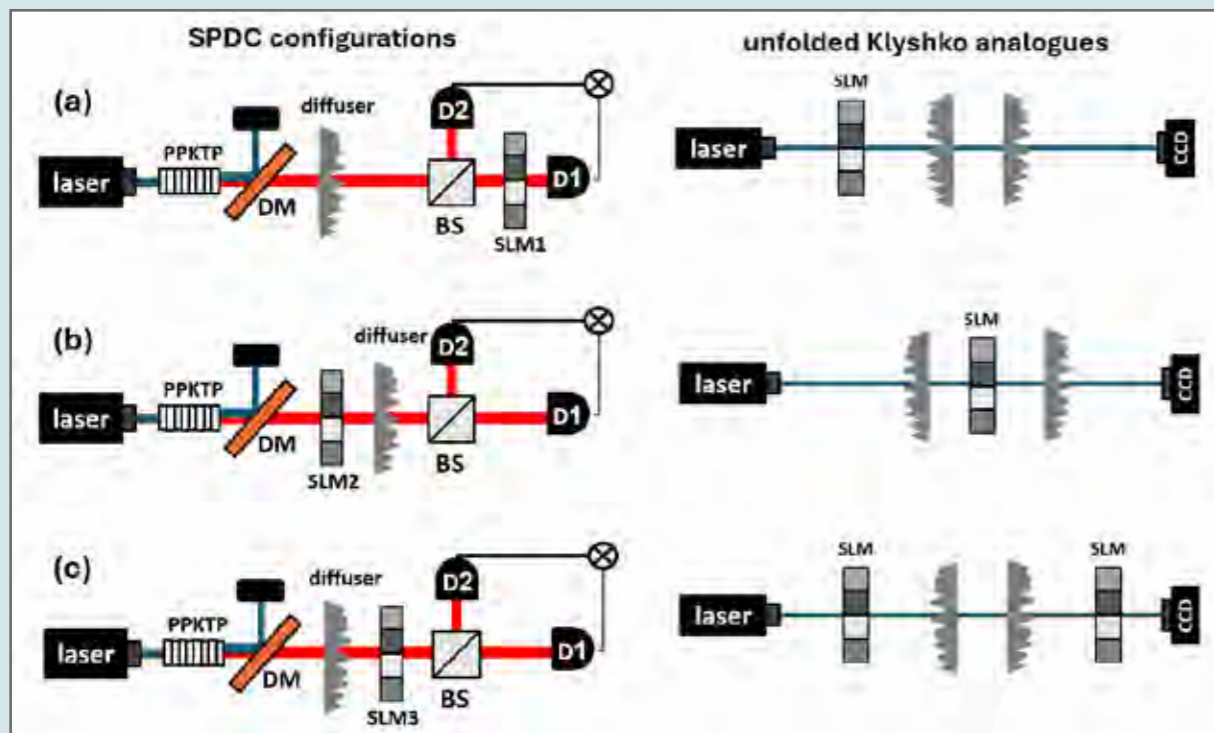 SPDC configurations
unfolded Klyshko analogues
(a)
diffuser
D2
SLM
PPKTP
laser
DM
BS
D1
SLM1
laser
CCD
(b)
diffuser
D2
SLM
PPKTP
laser
DM
SLM2
BS
D1
laser
CCD
(c)
diffuser
D2
SLM
SLM
PPKTP
laser
DM
SLM3
BS
D1
laser
CCD